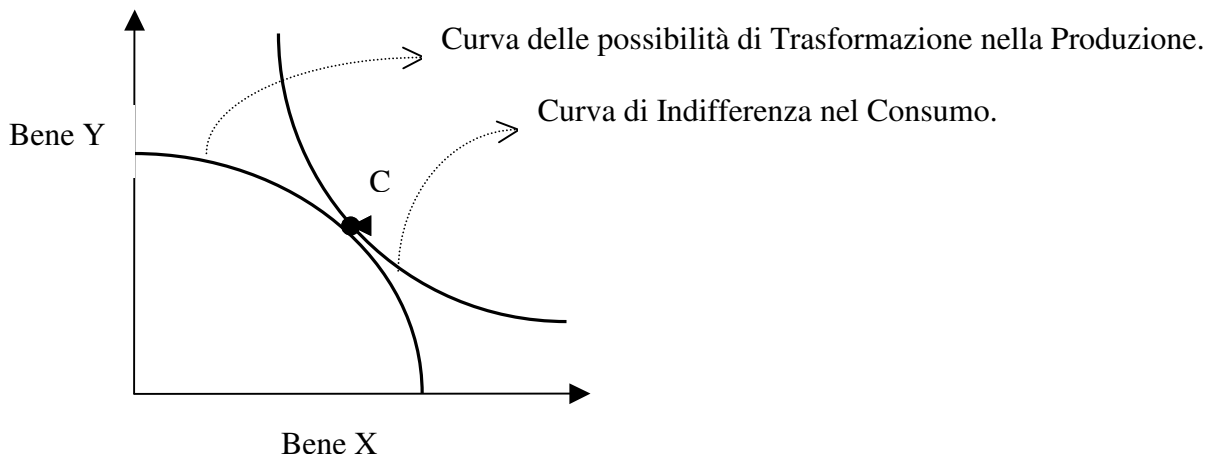 Curva delle possibilità di Trasformazione nella Produzione.
Curva di Indifferenza nel Consumo.
Bene Y
C
Bene X